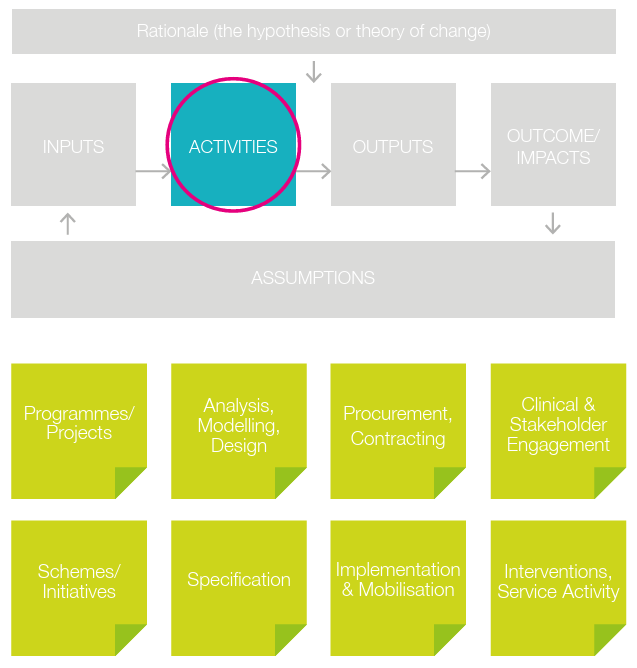 Rationale (the hypothesis or theory of change)
INPUTS
ACTIVITIES
OUTPUTS
OUTCOME/
IMPACTS
ASSUMPTIONS
Programmes/
Projects
Analysis,
Modelling,
Design
Procurement,
Contracting
Clinical &
Stakeholder
Engagement
Schemes/
Initiatives
Specification
Implementation
& Mobilisation
Interventions,
Service Activity